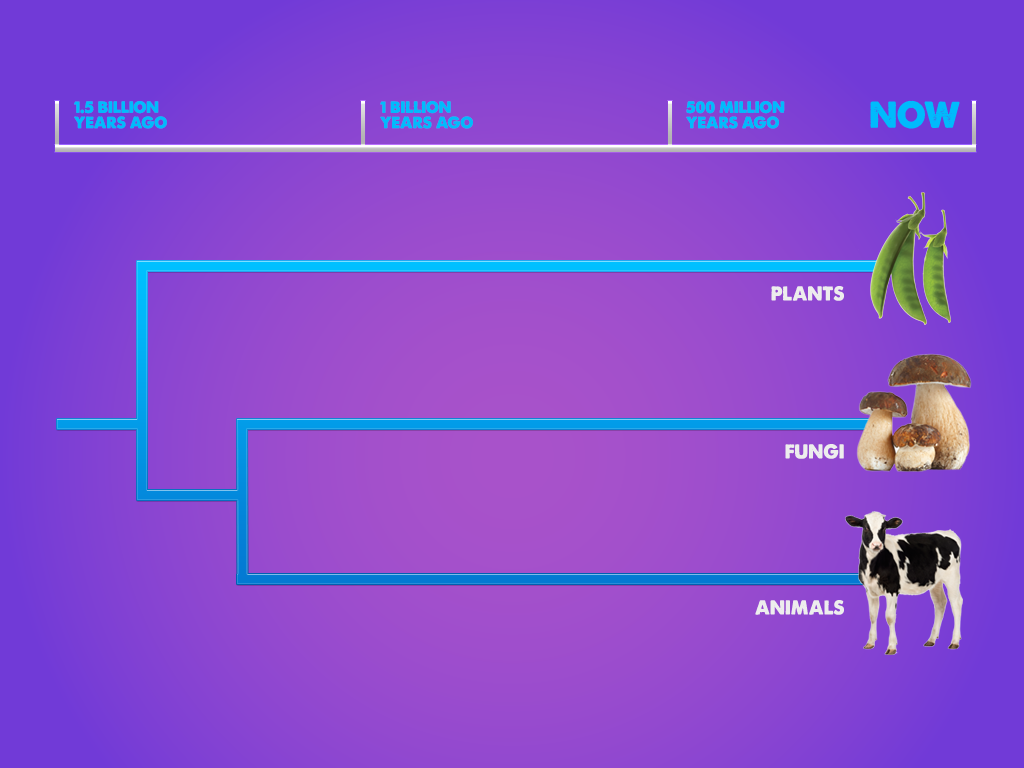 1.5 BILLION
YEARS AGO
1 BILLION
YEARS AGO
500 MILLION
YEARS AGO
NOW
PLANTS
FUNGI
ANIMALS